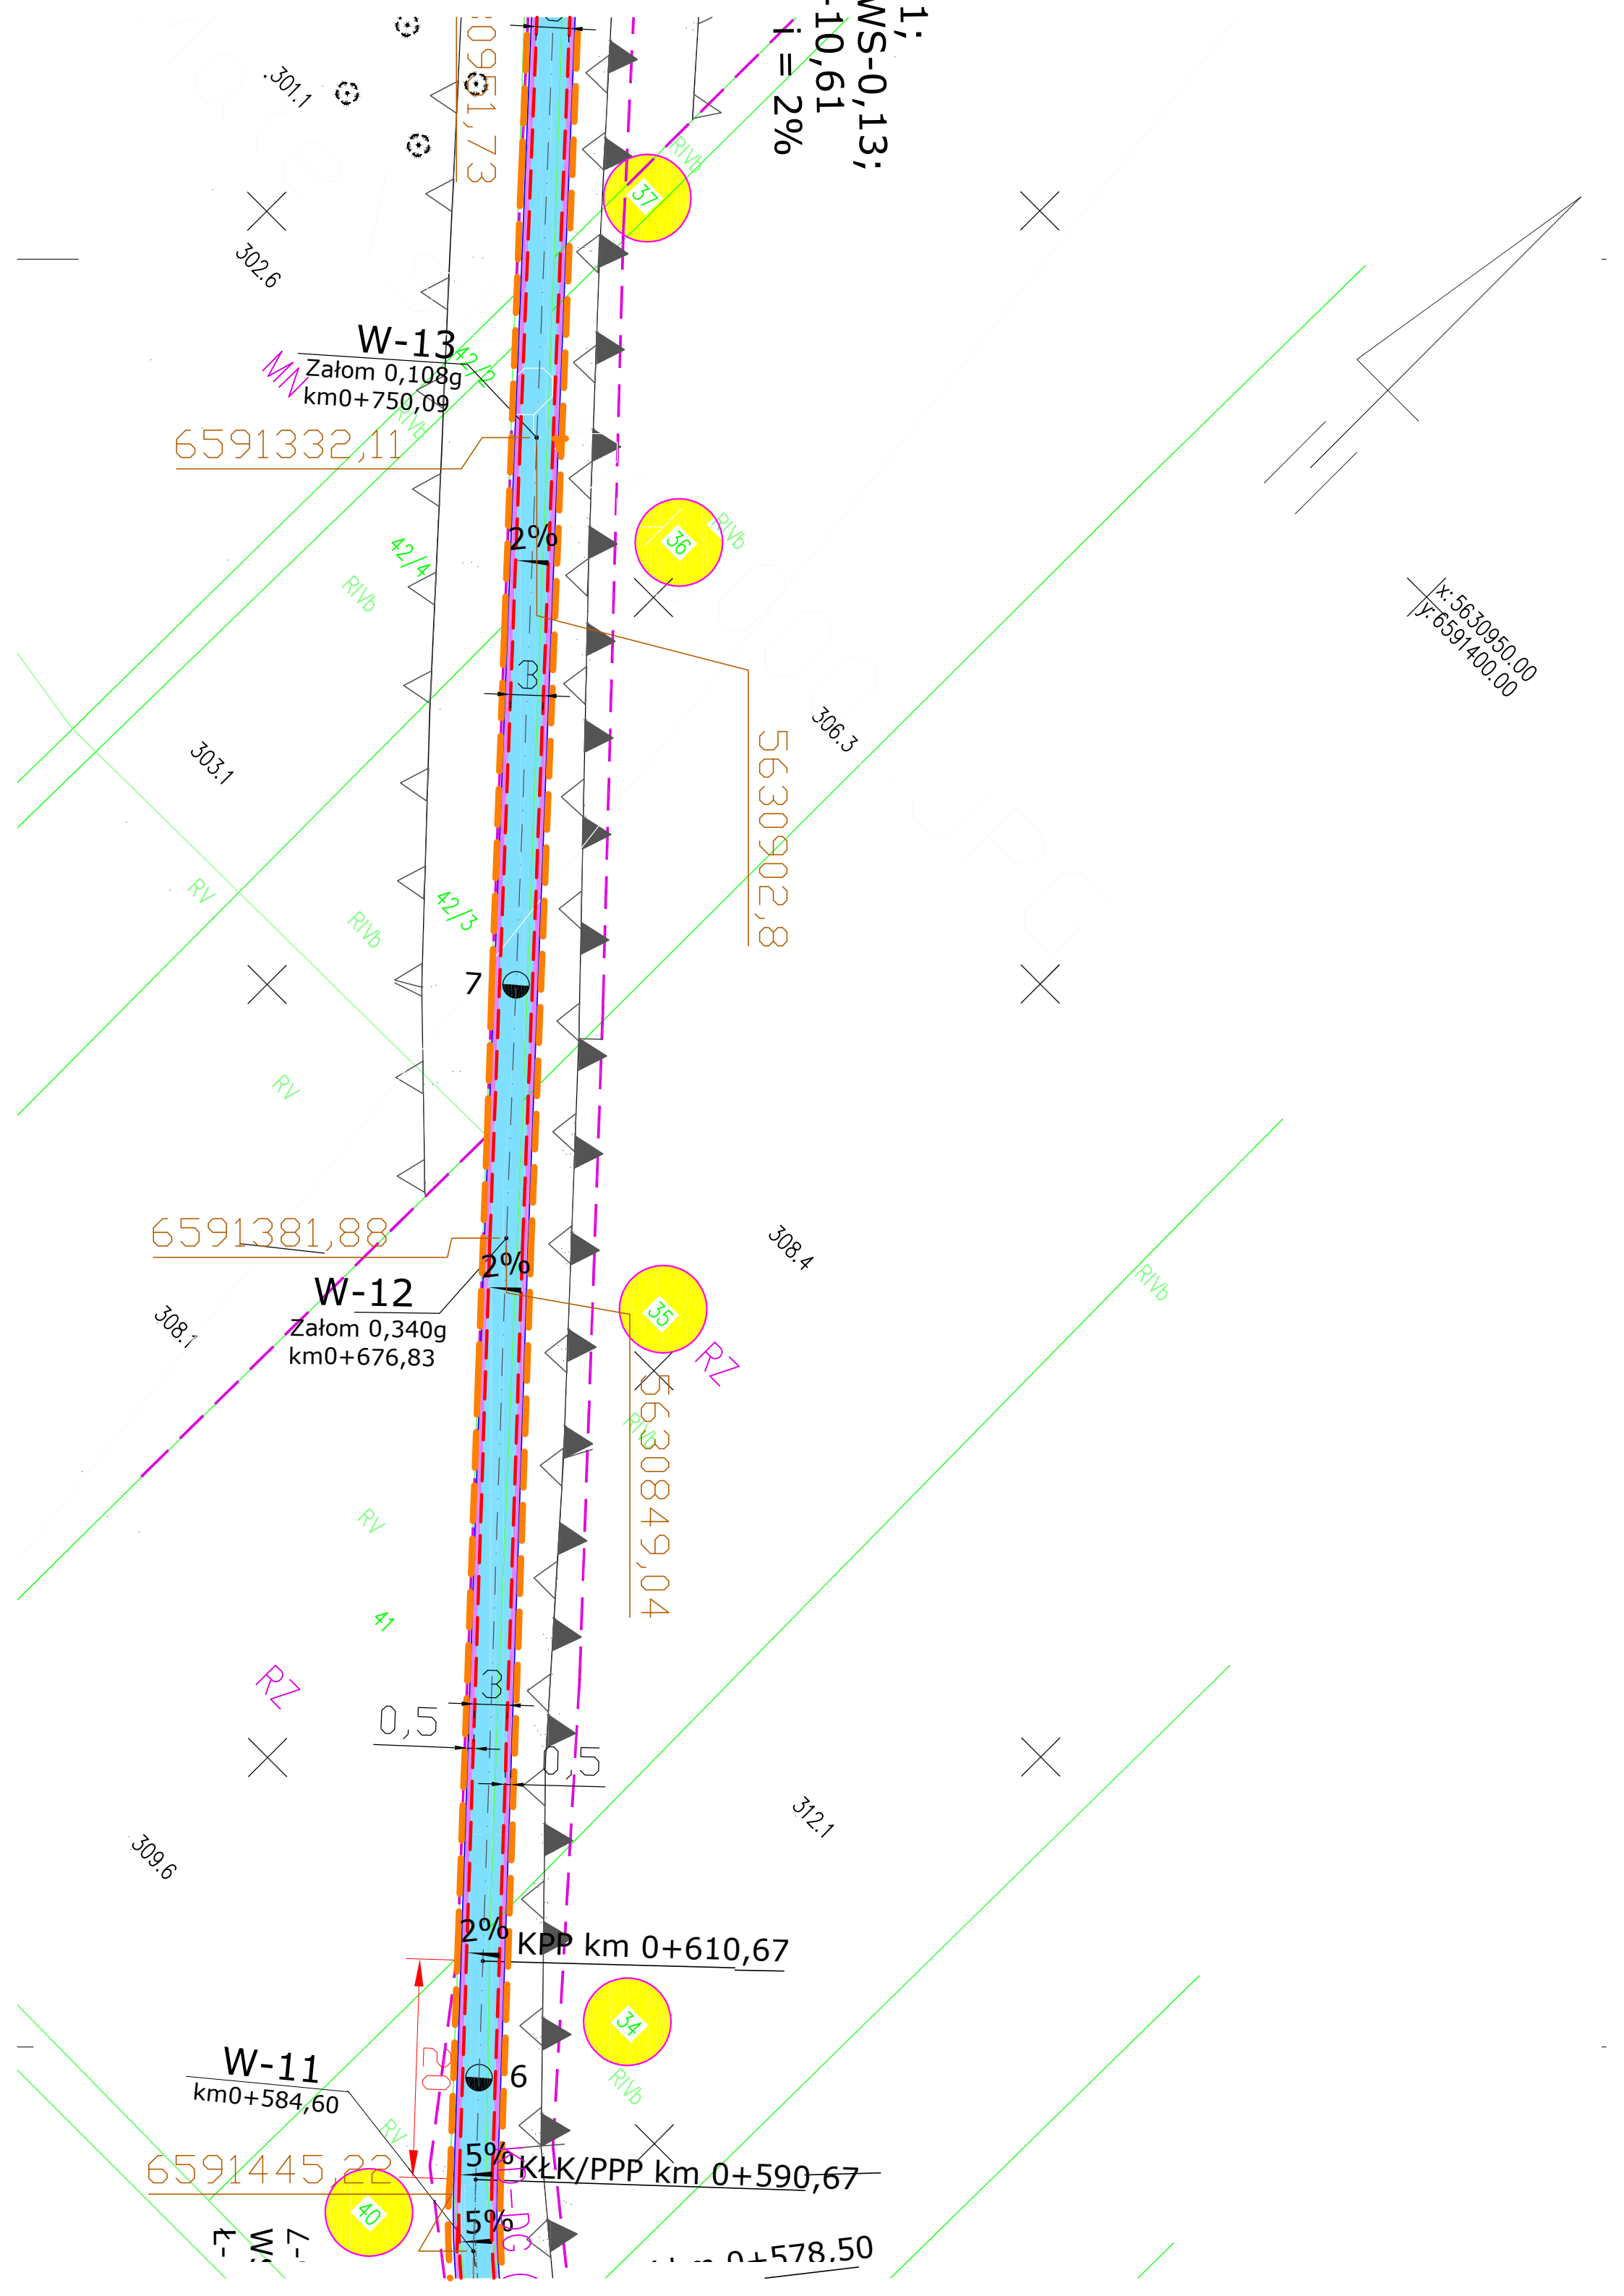 1;
WS-0,13;
-10,61
i = 2%
0951,73
301.1
RIVb
37
302.6
W-13
Załom 0,108g
km0+750,09
42/2
MN
RIVb
6591332,11
36
RIVb
2%
42/4
RIVb
x:5630950.00
y:6591400.00
3
306.3
303.1
5630902,8
RV
RIVb
42/3
7
RV
6591381,88
2%
308.4
RIVb
W-12
Załom 0,340g
km0+676,83
308.1
35
RZ
5630849,04
RIVb
RV
41
RZ
3
0,5
0,5
312.1
309.6
2%
KPP km 0+610,67
34
20
W-11
km0+584,60
6
RIVb
RV
5%
KŁK/PPP km 0+590,67
6591445,22
40
5%
0+578,50